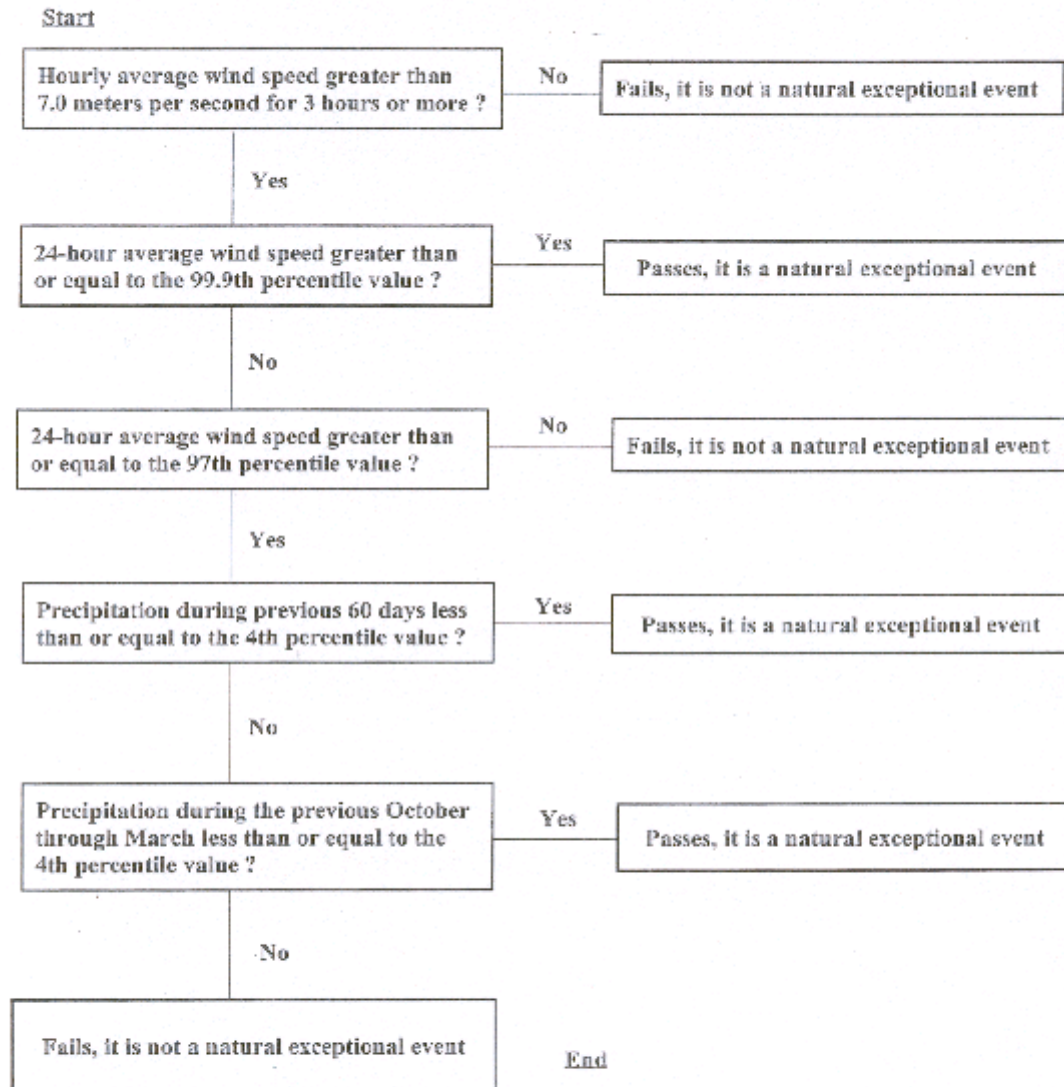 Start
Hourly average wind speed greater than
7.0 meters per second for 3 hours or more ?
No
Fails, it is not a natural exceptional event
Yes
24-hour average wind speed greater than
or equal to the 99.9th percentile value ?
Yes
Passes, it is a natural exceptional event
No
24-hour average wind speed greater than
or equal to the 97th percentile value ?
No
Fails, it is not a natural exceptional event
Yes
Precipitation during previous 60 days less
than or equal to the 4th percentile value ?
Yes
Passes, it is a natural exceptional event
No
Precipitation during the previous October
through March less than or equal to the
4th percentile value ?
Yes
Passes, it is a natural exceptional event
No
Fails, it is not a natural exceptional event
End